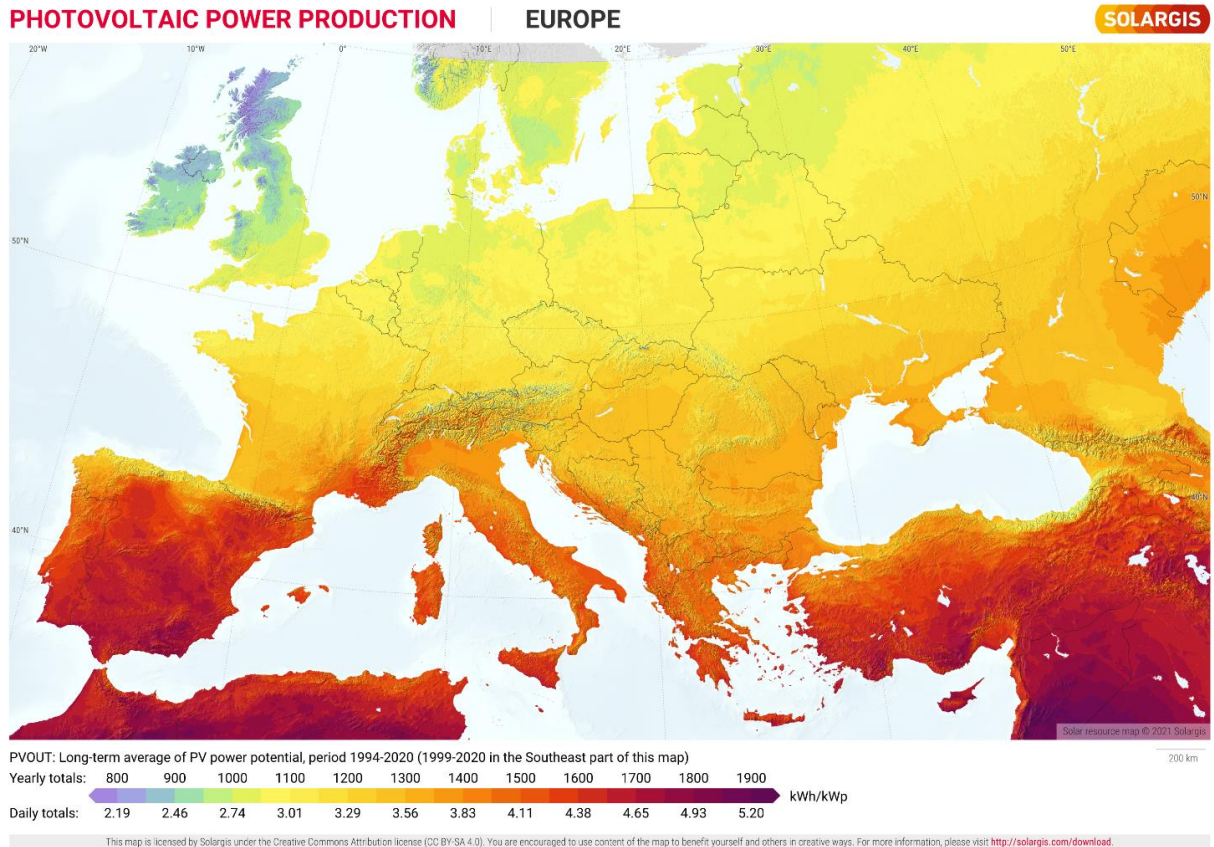 PHOTOVOLTAIC POWER PRODUCTION EUROPE SOLARGIS
20°W 10°W 0° 10°E 20°E 30°E 40°E 50°E
50°N
50°N
40°N
40°N
Solar resource map © 2021 Solargis
PVOUT: Long-term average of PV power potential, period 1994-2020 (1999-2020 in the Southeast part of this map)
200 km
Yearly totals: 800 900 1000 1100 1200 1300 1400 1500 1600 1700 1800 1900
kWh/kWp
Daily totals: 2.19 2.46 2.74 3.01 3.29 3.56 3.83 4.11 4.38 4.65 4.93 5.20
This map is licensed by Solargis under the Creative Commons Attribution license (CC BY-SA 4.0). You are encouraged to use content of the map to benefit yourself and others in creative ways. For more information, please visit http://solargis.com/download.